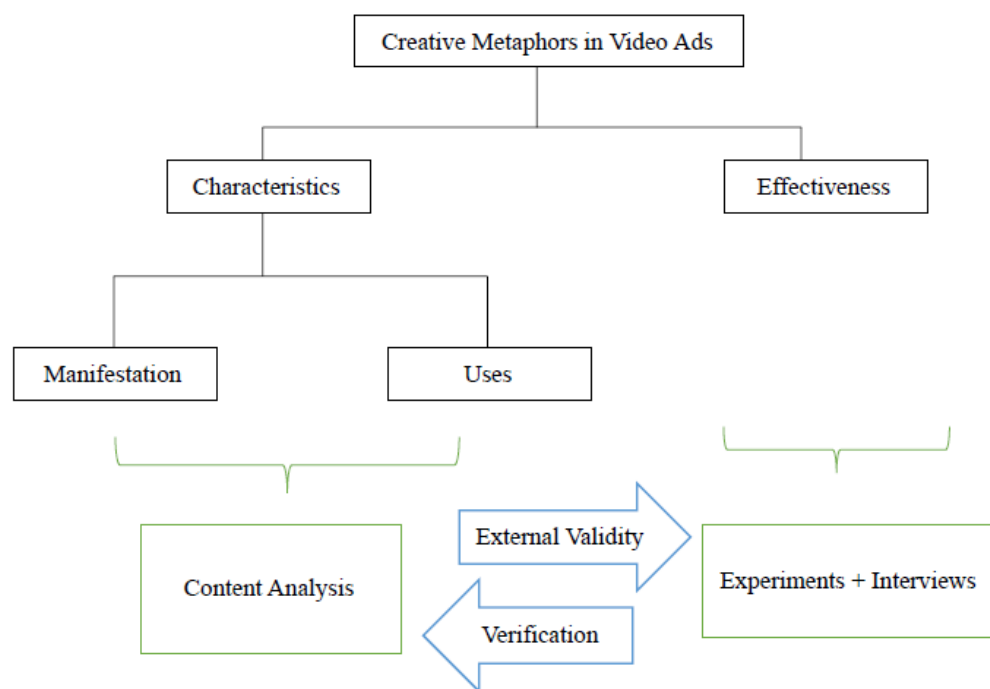 Creative Metaphors in Video Ads
Characteristics
Effectiveness
Manifestation
Uses
External Validity
Content Analysis
Experiments + Interviews
Verification